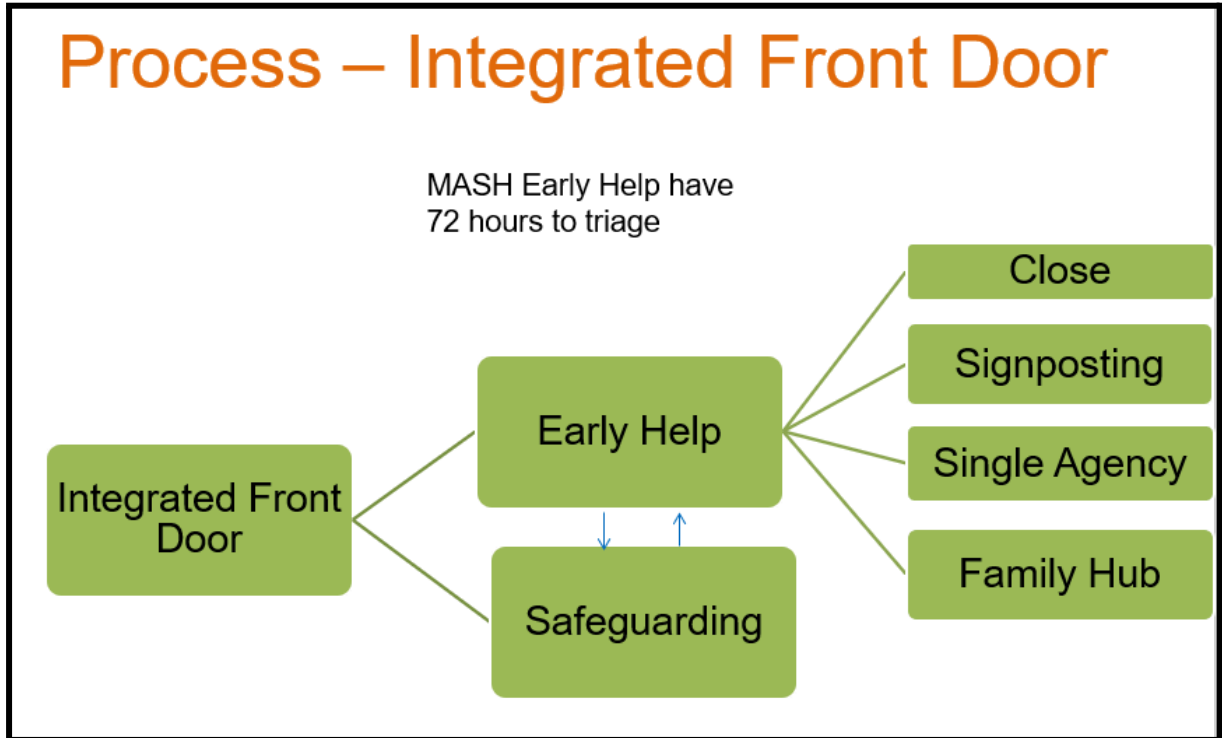 Process – Integrated Front Door
MASH Early Help have
72 hours to triage
Integrated Front
Door
Early Help
Safeguarding
Close
Signposting
Single Agency
Family Hub